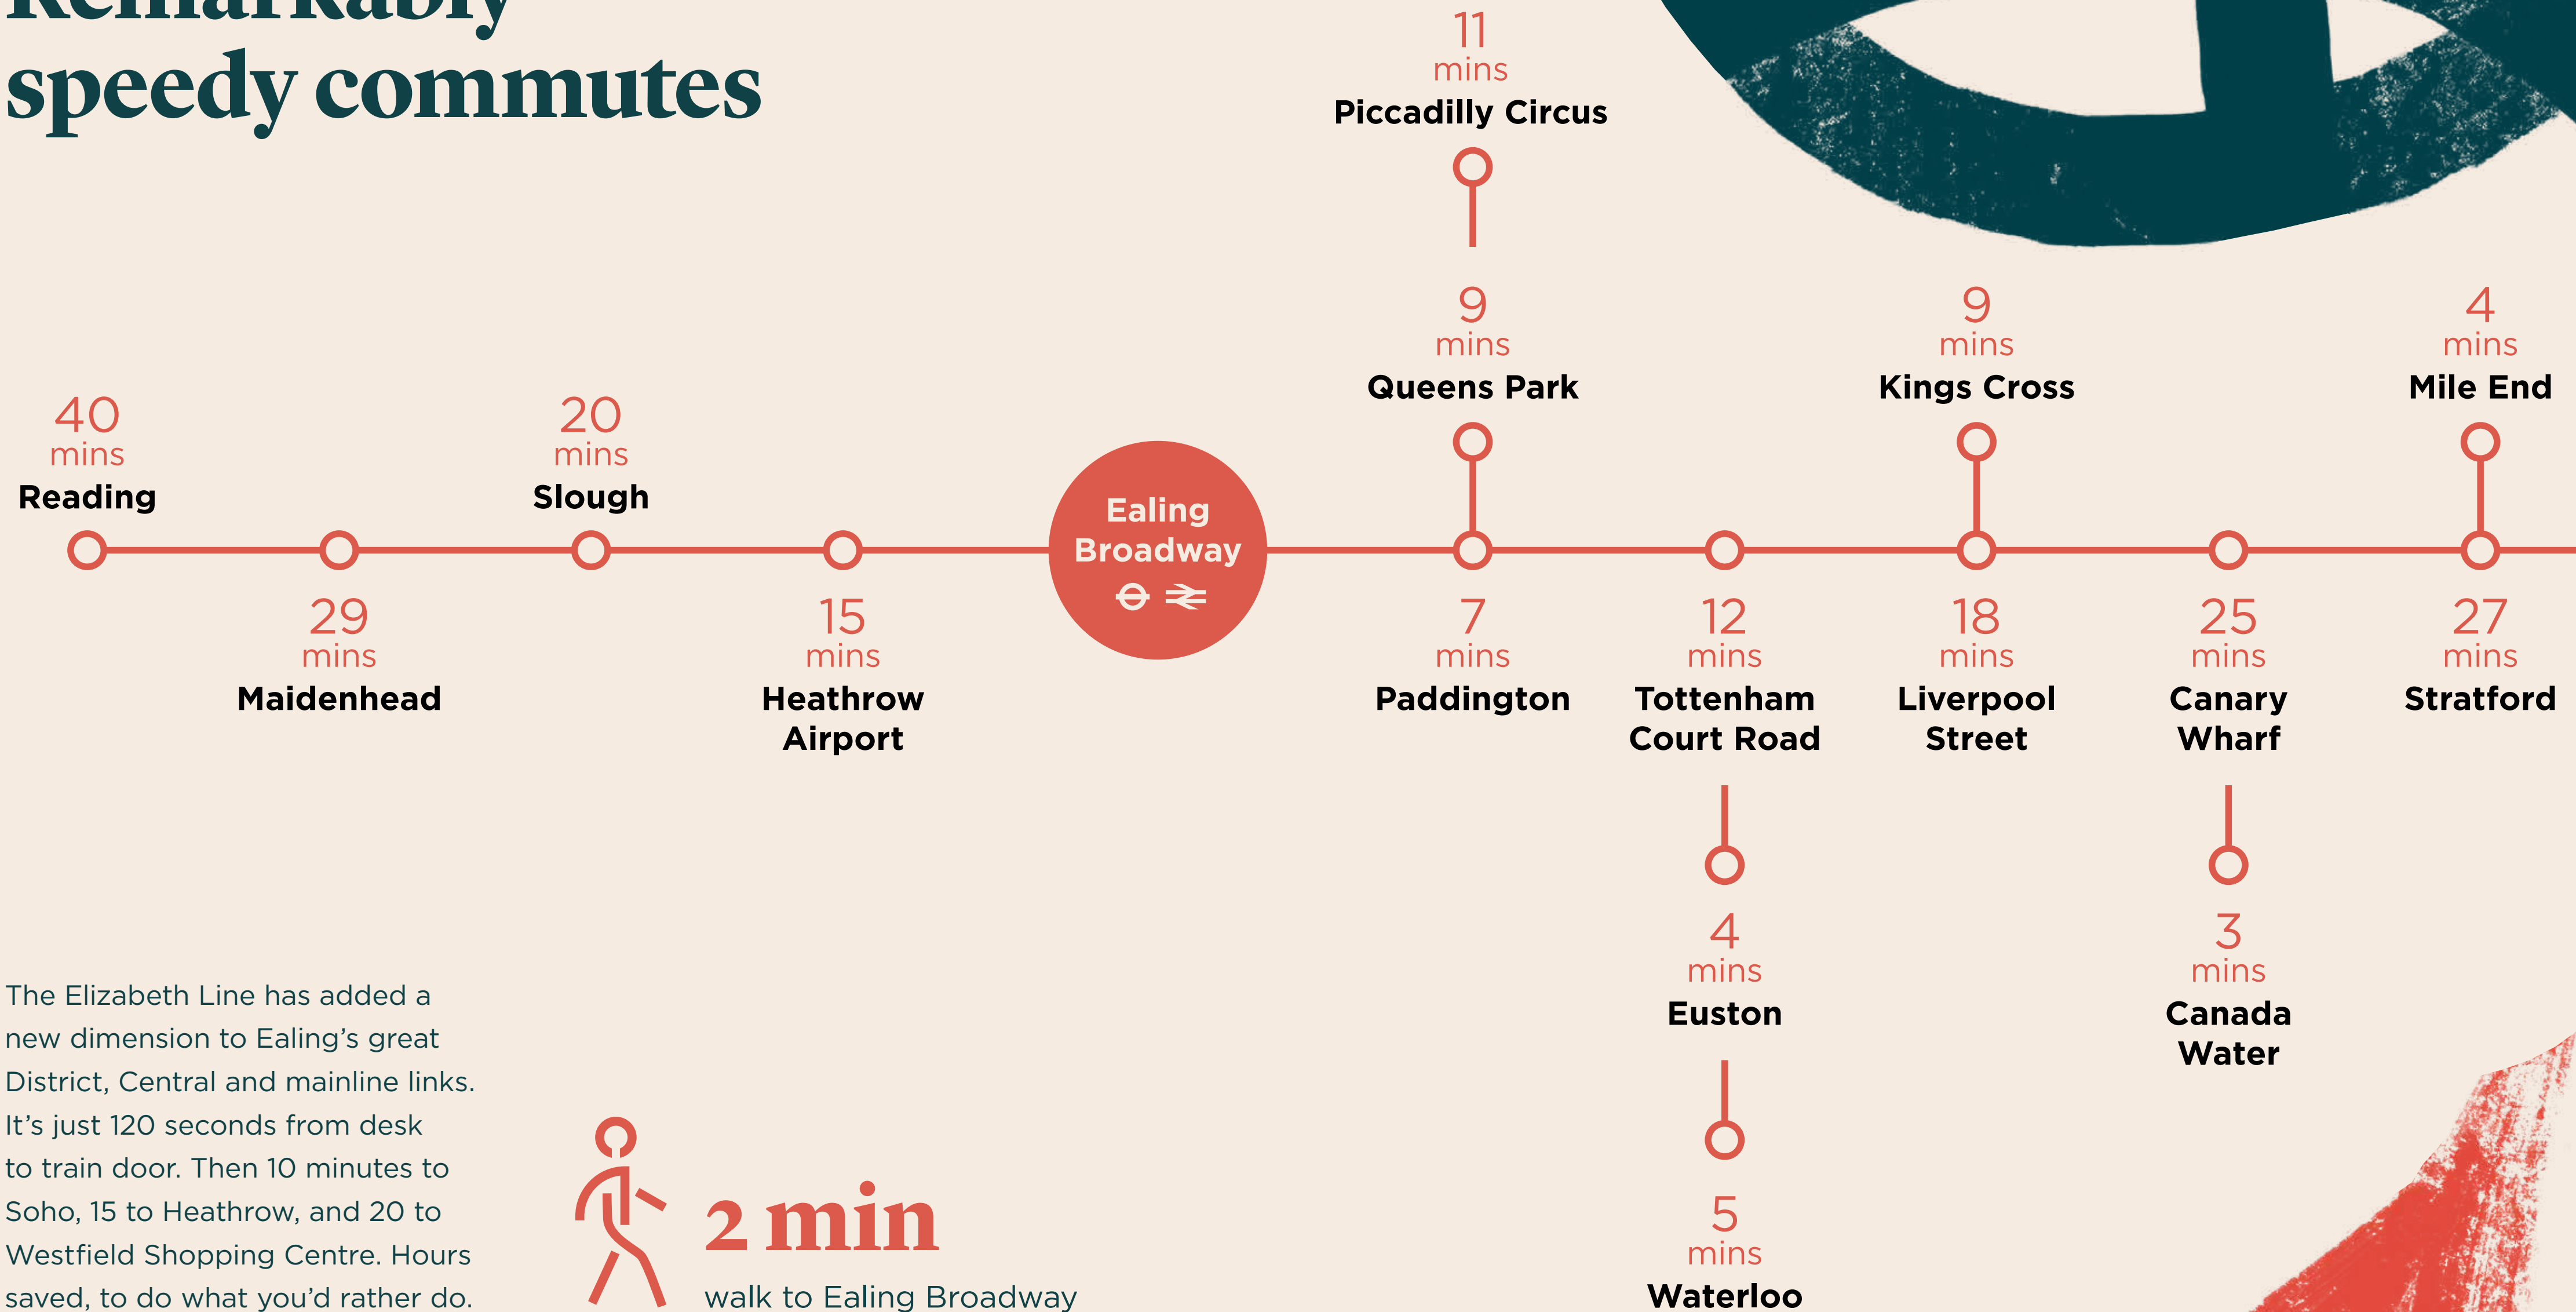 Remarkably
speedy commutes
11
mins
Piccadilly Circus
9
mins
Queens Park
9
mins
Kings Cross
4
mins
Mile End
40
mins
Reading
20
mins
Slough
Ealing
Broadway
29
mins
Maidenhead
15
mins
Heathrow
Airport
7
mins
Paddington
12
mins
Tottenham
Court Road
18
mins
Liverpool
Street
25
mins
Canary
Wharf
27
mins
Stratford
4
mins
Euston
3
mins
Canada
Water
5
mins
Waterloo
The Elizabeth Line has added a
new dimension to Ealing’s great
District, Central and mainline links.
It’s just 120 seconds from desk
to train door. Then 10 minutes to
Soho, 15 to Heathrow, and 20 to
Westfield Shopping Centre. Hours
saved, to do what you’d rather do.
2 min
walk to Ealing Broadway